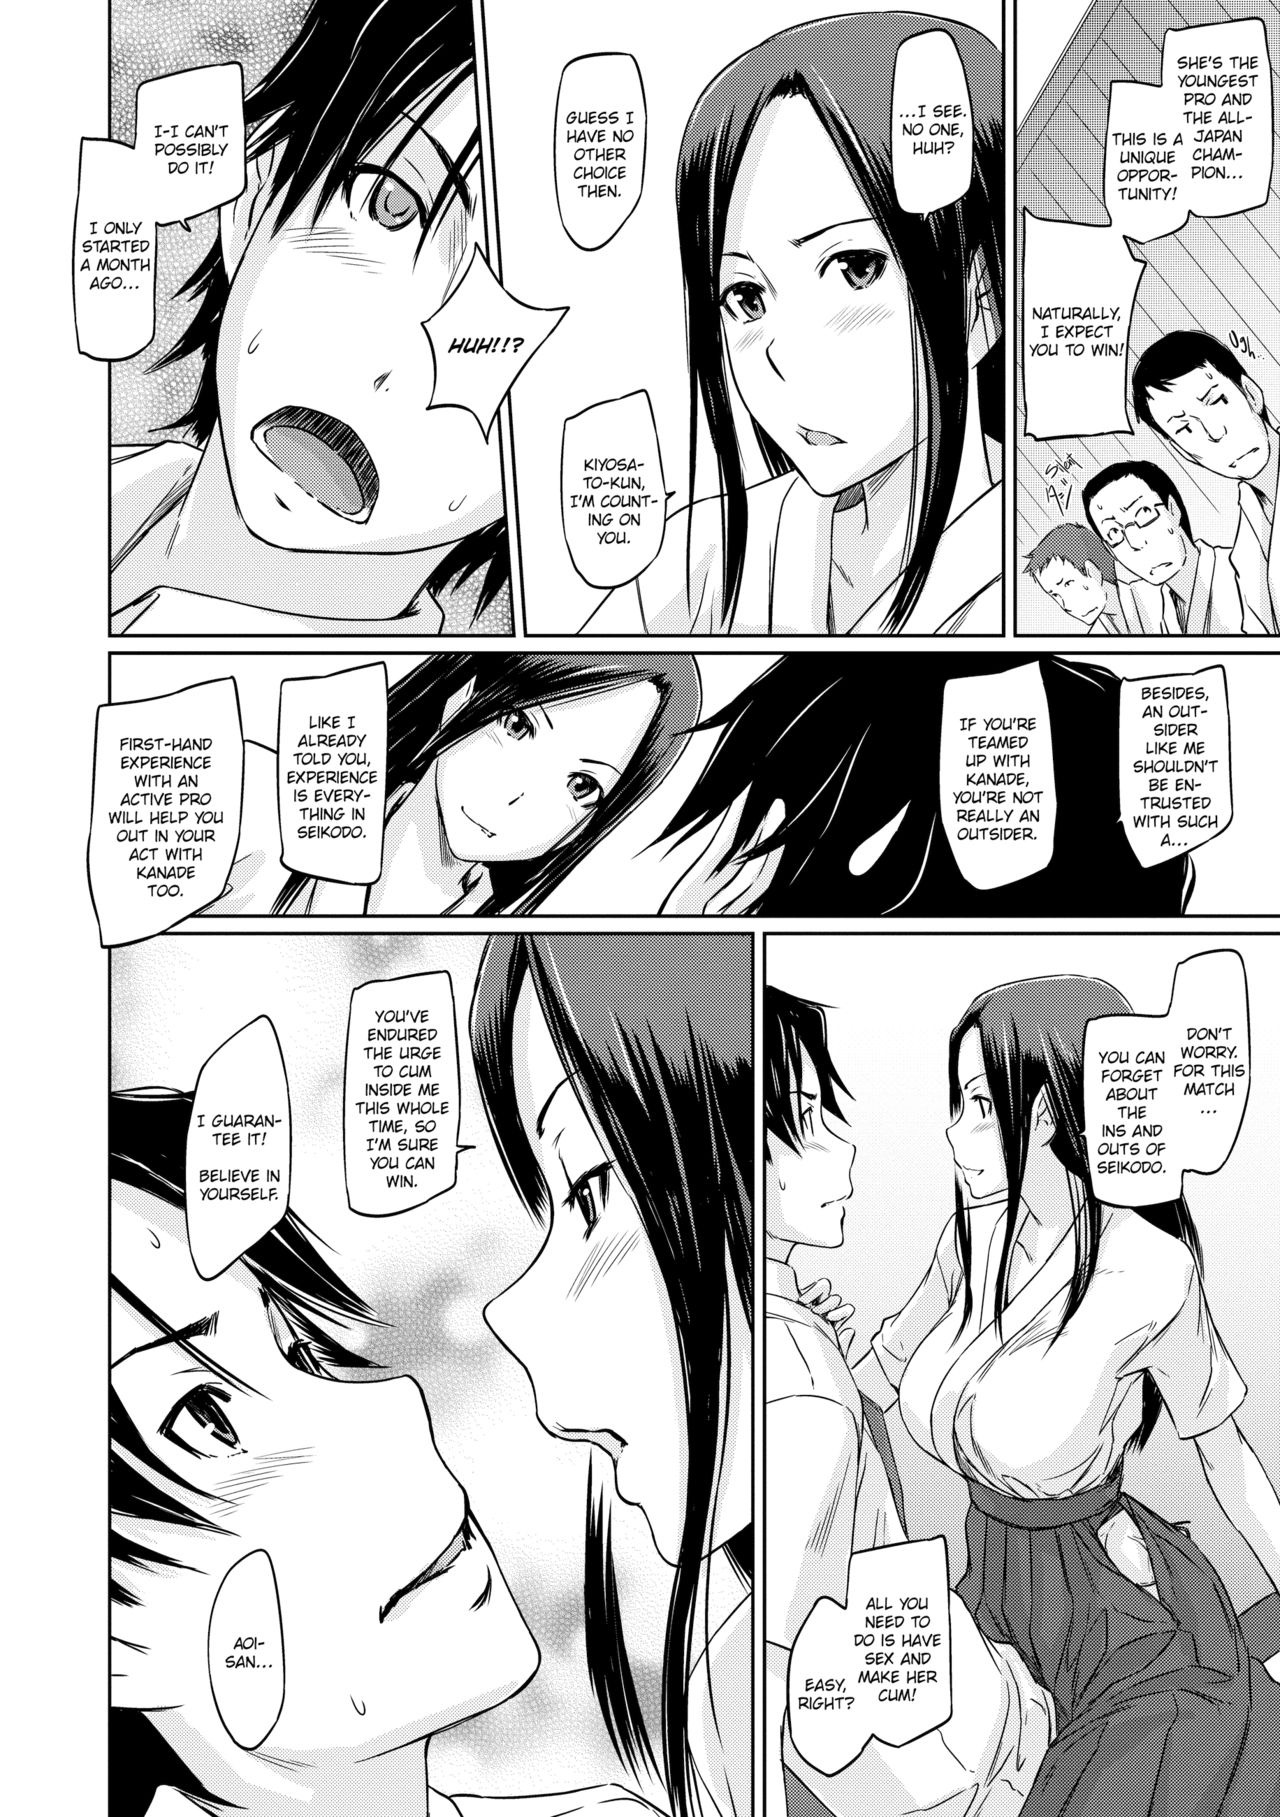 SHE'S THE
YOUNGEST
PRO AND
THE ALL-
JAPAN
CHAM-
PION...
THIS IS A
UNIQUE
OPPOR-
TUNITY!
NATURALLY,
I EXPECT
YOU TO WIN!
Ugh...
Silent
...I SEE.
NO ONE,
HUH?
GUESS I
HAVE NO
OTHER
CHOICE
THEN.
KIYOSA-
TO-KUN,
I'M COUNT-
ING ON
YOU.
HUH!!?
I-I CAN'T
POSSIBLY
DO IT!
I ONLY
STARTED
A MONTH
AGO...
BESIDES,
AN OUT-
SIDER
LIKE ME
SHOULDN'T
BE EN-
TRUSTED
WITH SUCH
A...
IF YOU'RE
TEAMED
UP WITH
KANADE,
YOU'RE NOT
REALLY AN
OUTSIDER.
LIKE I
ALREADY
TOLD YOU,
EXPERIENCE
IS EVERY-
THING IN
SEIKODO.
FIRST-HAND
EXPERIENCE
WITH AN
ACTIVE PRO
WILL HELP YOU
OUT IN YOUR
ACT WITH
KANADE
TOO.
DON'T
WORRY.
FOR THIS
MATCH
...
YOU CAN
FORGET
ABOUT
THE
INS AND
OUTS OF
SEIKODO.
ALL YOU
NEED TO
DO IS HAVE
SEX AND
MAKE HER
CUM!
EASY,
RIGHT?
YOU'VE
ENDURED
THE URGE
TO CUM
INSIDE ME
THIS WHOLE
TIME, SO
I'M SURE
YOU CAN
WIN.
I GUARAN-
TEE IT!
BELIEVE IN
YOURSELF.
AOI-
SAN...